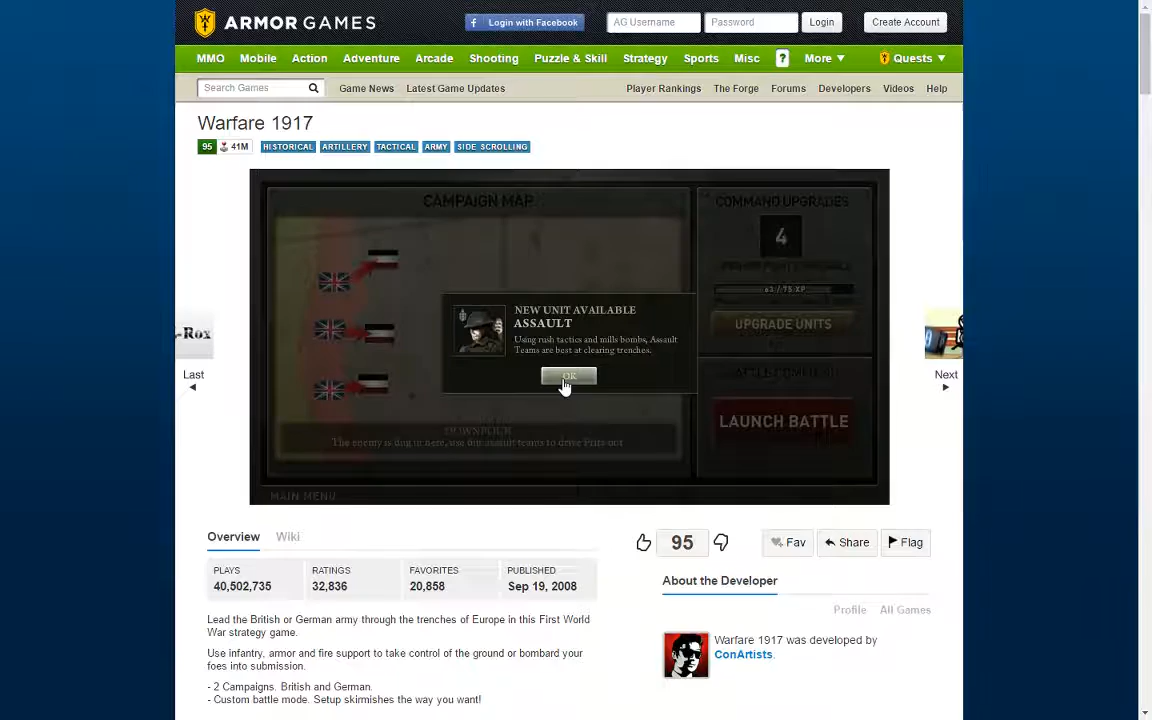 ARMOR GAMES
f Login with Facebook
AG Username
Password
Login
Create Account
MMO Mobile Action Adventure Arcade Shooting Puzzle & Skill Strategy Sports Misc ? More Quests
Search Games
Game News Latest Game Updates
Player Rankings The Forge Forums Developers Videos Help
Warfare 1917
95 41M HISTORICAL ARTILLERY TACTICAL ARMY SIDE SCROLLING
CAMPAIGN MAP
COMMAND UPGRADES
4
63 / 75 XP
NEW UNIT AVAILABLE
ASSAULT
Using rush tactics and mills bombs, Assault
Teams are best at clearing trenches.
OK
UPGRADE UNITS
LAUNCH BATTLE
DOWNPOUR
The enemy is dug in here, use our assault teams to drive Fritz out
MAIN MENU
-Rox
Last
Next
Overview Wiki
95
Fav
Share
Flag
PLAYS RATINGS FAVORITES PUBLISHED
40,502,735 32,836 20,858 Sep 19, 2008
About the Developer
Profile All Games
Lead the British or German army through the trenches of Europe in this First World
War strategy game.
Use infantry, armor and fire support to take control of the ground or bombard your
foes into submission.
- 2 Campaigns. British and German.
- Custom battle mode. Setup skirmishes the way you want!
Warfare 1917 was developed by
ConArtists.